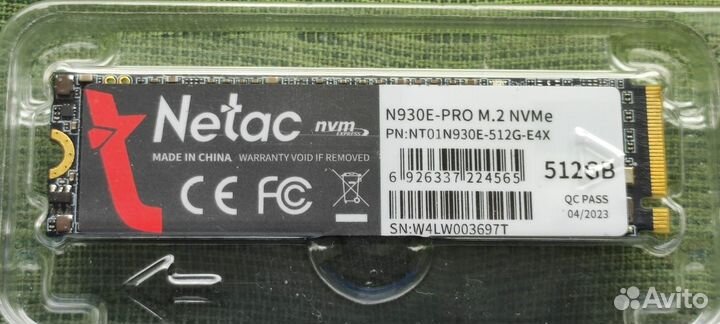 Netac
nvm
EXPRESS
MADE IN CHINA WARRANTY VOID IF REMOVED
CE FC
N930E-PRO M.2 NVMe
PN:NT01N930E-512G-E4X
6 926337 224565
512GB
QC PASS
04/2023
SN:W4LW003697T
Avito